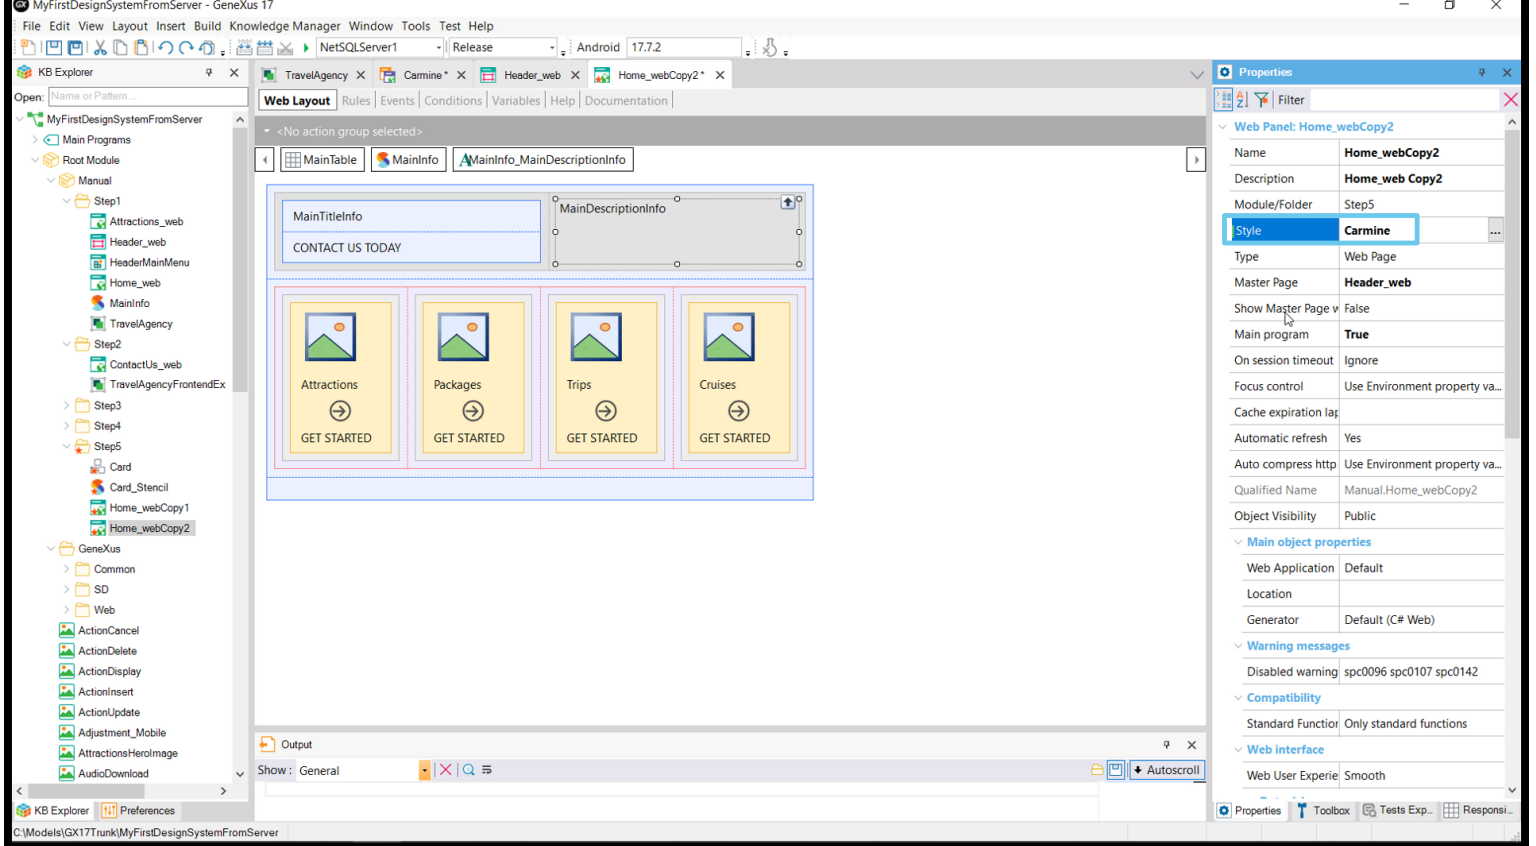 MyFirstDesignSystemFromServer - GeneXus 17
File Edit View Layout Insert Build Knowledge Manager Window Tools Test Help
NetSQLServer1 Release Android 17.7.2
KB Explorer
Open: Name or Pattern ...
MyFirstDesignSystemFromServer
Main Programs
Root Module
Manual
Step1
Attractions_web
Header_web
HeaderMainMenu
Home_web
MainInfo
TravelAgency
Step2
ContactUs_web
TravelAgencyFrontendEx
Step3
Step4
Step5
Card
Card_Stencil
Home_webCopy1
Home_webCopy2
GeneXus
Common
SD
Web
ActionCancel
ActionDelete
ActionDisplay
ActionInsert
ActionUpdate
Adjustment_Mobile
AttractionsHeroImage
AudioDownload
KB Explorer Preferences
C:\Models\GX17Trunk\MyFirstDesignSystemFromServer
TravelAgency Carmine* Header_web Home_webCopy2*
Web Layout Rules Events Conditions Variables Help Documentation
<No action group selected>
MainTable MainInfo MainInfo_MainDescriptionInfo
MainTitleInfo
MainDescriptionInfo
CONTACT US TODAY
Attractions Packages Trips Cruises
GET STARTED GET STARTED GET STARTED GET STARTED
Output
Show: General Autoscroll
Properties
Filter
Web Panel: Home_webCopy2
Name Home_webCopy2
Description Home_web Copy2
Module/Folder Step5
Style Carmine ...
Type Web Page
Master Page Header_web
Show Master Page w False
Main program True
On session timeout Ignore
Focus control Use Environment property va...
Cache expiration lap
Automatic refresh Yes
Auto compress http Use Environment property va...
Qualified Name Manual.Home_webCopy2
Object Visibility Public
Main object properties
Web Application Default
Location
Generator Default (C# Web)
Warning messages
Disabled warning spc0096 spc0107 spc0142
Compatibility
Standard Function Only standard functions
Web interface
Web User Experie Smooth
Properties Toolbox Tests Exp... Responsi...